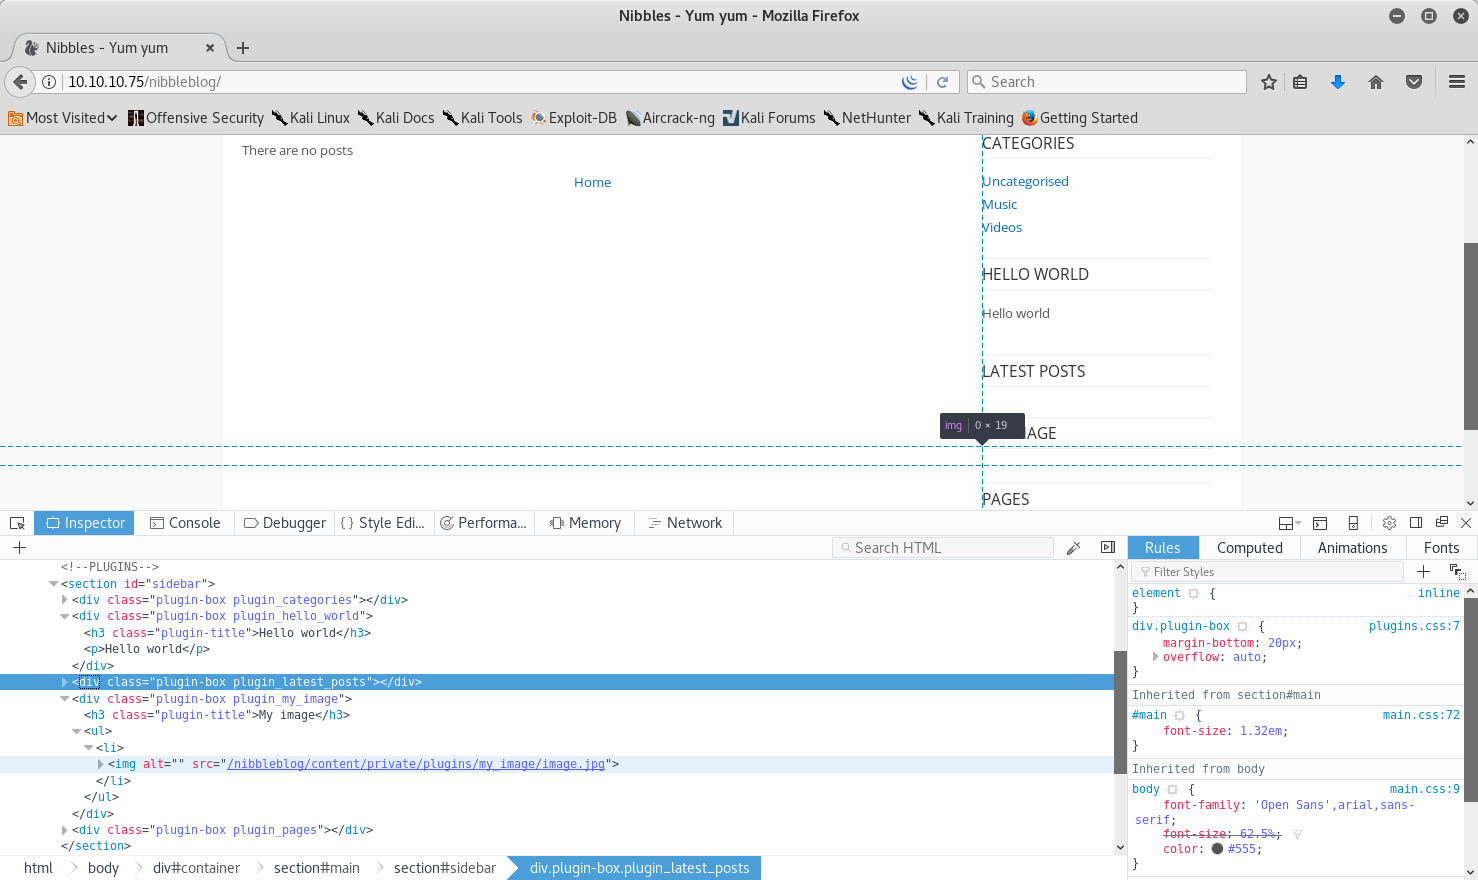 Nibbles - Yum yum - Mozilla Firefox
Nibbles - Yum yum
10.10.10.75/nibbleblog/
Search
Most Visited Offensive Security Kali Linux Kali Docs Kali Tools Exploit-DB Aircrack-ng Kali Forums NetHunter Kali Training Getting Started
There are no posts
Home
CATEGORIES
Uncategorised
Music
Videos
HELLO WORLD
Hello world
LATEST POSTS
img 0 × 19
AGE
PAGES
Inspector Console Debugger { } Style Edi... Performa... Memory Network
Search HTML
Rules Computed Animations Fonts
<!--PLUGINS-->
<section id="sidebar">
<div class="plugin-box plugin_categories"></div>
<div class="plugin-box plugin_hello_world">
<h3 class="plugin-title">Hello world</h3>
<p>Hello world</p>
</div>
<div class="plugin-box plugin_latest_posts"></div>
<div class="plugin-box plugin_my_image">
<h3 class="plugin-title">My image</h3>
<ul>
<li>
<img alt="" src="/nibbleblog/content/private/plugins/my_image/image.jpg">
</li>
</ul>
</div>
<div class="plugin-box plugin_pages"></div>
</section>
Filter Styles
element { inline
}
div.plugin-box { plugins.css:7
margin-bottom: 20px;
overflow: auto;
}
Inherited from section#main
#main { main.css:72
font-size: 1.32em;
}
Inherited from body
body { main.css:9
font-family: 'Open Sans',arial,sans-
serif;
font-size: 62.5%;
color: #555;
}
html body div#container section#main section#sidebar div.plugin-box.plugin_latest_posts